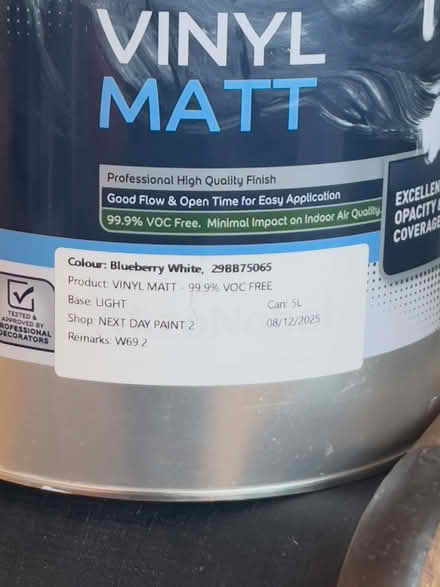 VINYL
MATT
Professional High Quality Finish
Good Flow & Open Time for Easy Application
99.9% VOC Free. Minimal Impact on Indoor Air Quality.
EXCELLEN
OPACITY &
COVERAGE
Colour: Blueberry White, 29BB75065
Product: VINYL MATT - 99.9% VOC FREE
Base: LIGHT
Can: 5L
Shop: NEXT DAY PAINT 2
08/12/2025
Remarks: W69 2
TESTED &
APPROVED BY
PROFESSIONAL
DECORATORS